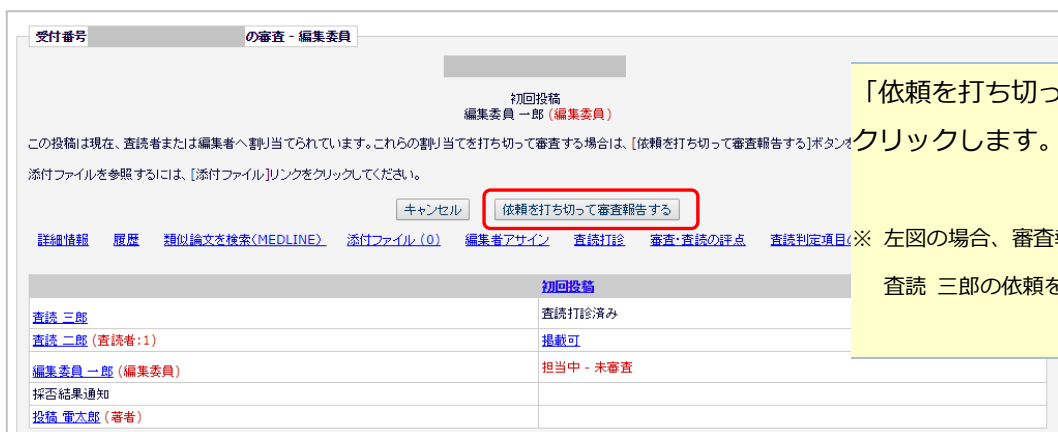 受付番号 の審査 - 編集委員
初回投稿
編集委員 一郎 (編集委員)
この投稿は現在、査読者または編集者へ割り当てられています。これらの割り当てを打ち切って審査する場合は、[依頼を打ち切って審査報告する]ボタンを
添付ファイルを参照するには、[添付ファイル]リンクをクリックしてください。
キャンセル 依頼を打ち切って審査報告する
詳細情報 履歴 類似論文を検索(MEDLINE) 添付ファイル (0) 編集者アサイン 査読打診 審査・査読の評点 査読判定項目
初回投稿
査読 三郎 査読打診済み
査読 二郎 (査読者:1) 掲載可
編集委員 一郎 (編集委員) 担当中 - 未審査
採否結果通知
投稿 電太郎 (著者)
「依頼を打ち切っ
クリックします。
※ 左図の場合、審査
査読 三郎の依頼を